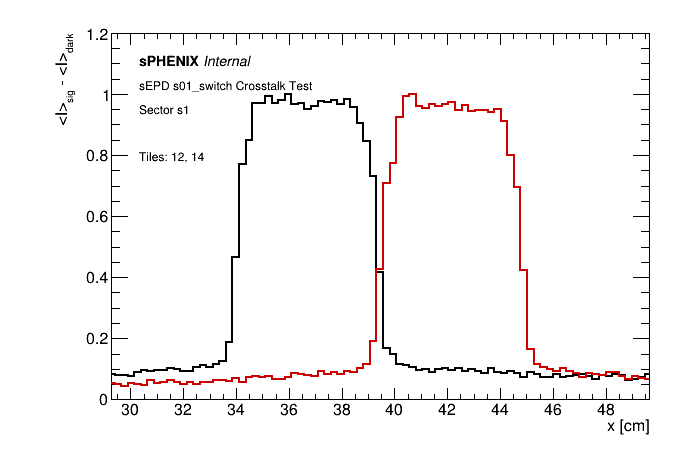 1.2
<I>sig - <I>dark
sPHENIX Internal
sEPD s01_switch Crosstalk Test
1
Sector s1
0.8
Tiles: 12, 14
0.6
0.4
0.2
0
30 32 34 36 38 40 42 44 46 48
x [cm]